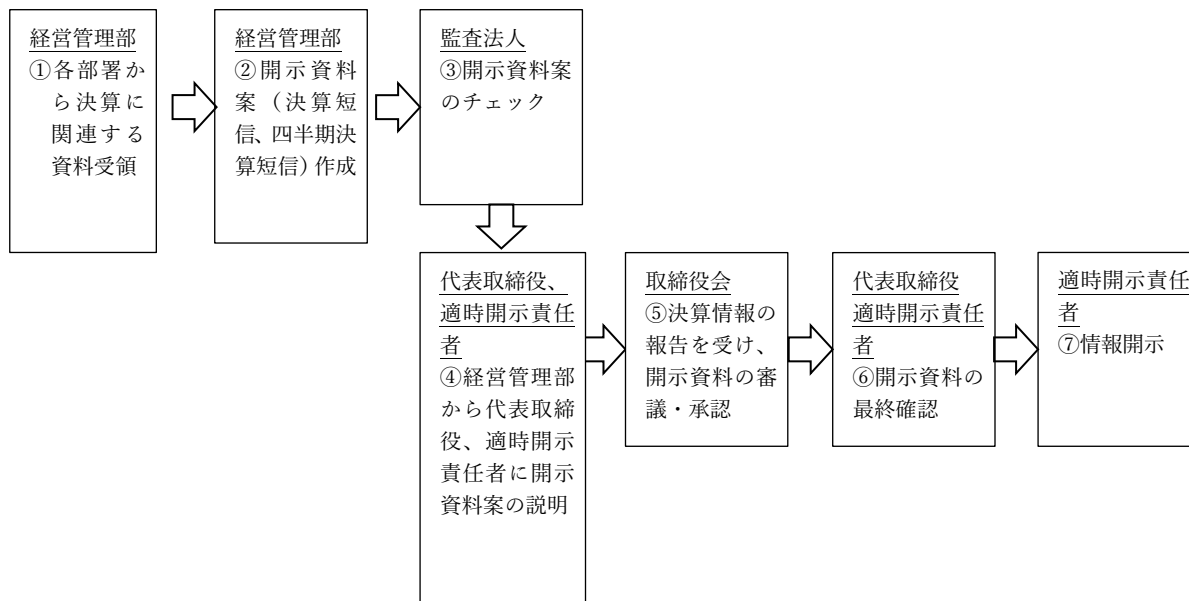 経営管理部
①各部署か
ら決算に
関連する
資料受領
経営管理部
②開示資料
案（決算短
信、四半期決
算短信）作成
監査法人
③開示資料案
のチェック
代表取締役、
適時開示責任
者
④経営管理部
から代表取締
役、適時開示
責任者に開示
資料案の説明
取締役会
⑤決算情報の
報告を受け、
開示資料の審
議・承認
代表取締役
適時開示責任
者
⑥開示資料の
最終確認
適時開示責任
者
⑦情報開示